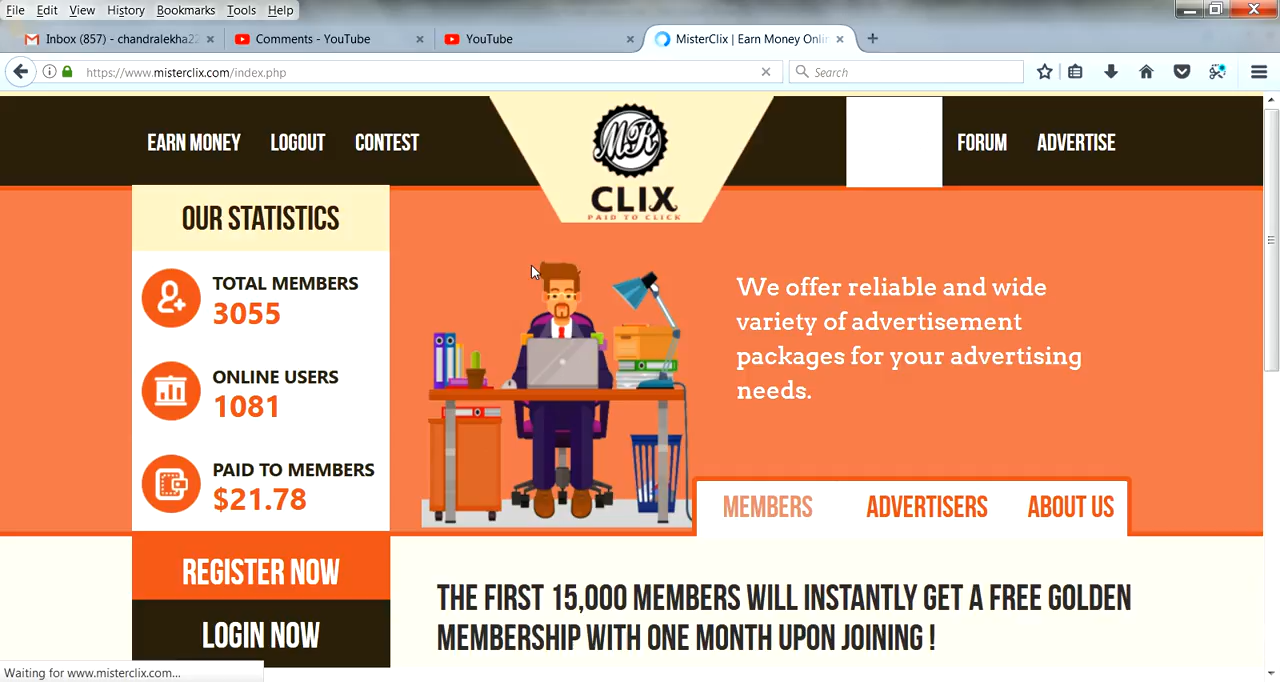 File Edit View History Bookmarks Tools Help
Inbox (857) - chandralekha22
Comments - YouTube
YouTube
MisterClix | Earn Money Onlin
https://www.misterclix.com/index.php
Search
EARN MONEY LOGOUT CONTEST
MR
CLIX
PAID TO CLICK
FORUM ADVERTISE
OUR STATISTICS
TOTAL MEMBERS
3055
ONLINE USERS
1081
PAID TO MEMBERS
$21.78
REGISTER NOW
LOGIN NOW
We offer reliable and wide
variety of advertisement
packages for your advertising
needs.
MEMBERS ADVERTISERS ABOUT US
THE FIRST 15,000 MEMBERS WILL INSTANTLY GET A FREE GOLDEN
MEMBERSHIP WITH ONE MONTH UPON JOINING !
Waiting for www.misterclix.com...